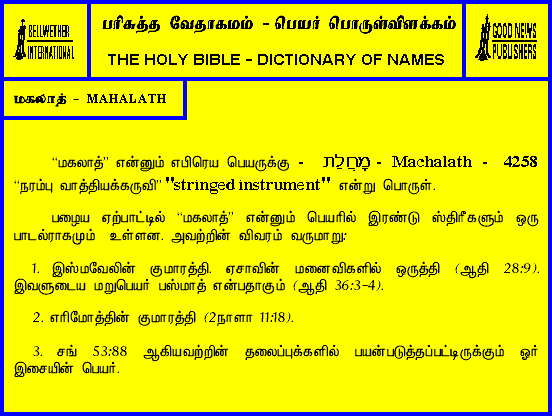 BELLWETHER
INTERNATIONAL
பரிசுத்த வேதாகமம் - பெயர் பொருள்விளக்கம்
THE HOLY BIBLE - DICTIONARY OF NAMES
GOOD NEWS
PUBLISHERS
மகலாத் - MAHALATH
“மகலாத்” என்னும் எபிரெய பெயருக்கு - מָחֲלַת - Machalath - 4258
“நரம்பு வாத்தியக்கருவி” "stringed instrument" என்று பொருள்.
பழைய ஏற்பாட்டில் “மகலாத்” என்னும் பெயரில் இரண்டு ஸ்திரீகளும் ஒரு
பாடல்ராகமும் உள்ளன. அவற்றின் விவரம் வருமாறு:
1. இஸ்மவேலின் குமாரத்தி. ஏசாவின் மனைவிகளில் ஒருத்தி (ஆதி 28:9).
இவளுடைய மறுபெயர் பஸ்மாத் என்பதாகும் (ஆதி 36:3-4).
2. எரிமோத்தின் குமாரத்தி (2நாளா 11:18).
3. சங் 53:88 ஆகியவற்றின் தலைப்புக்களில் பயன்படுத்தப்பட்டிருக்கும் ஓர்
இசையின் பெயர்.